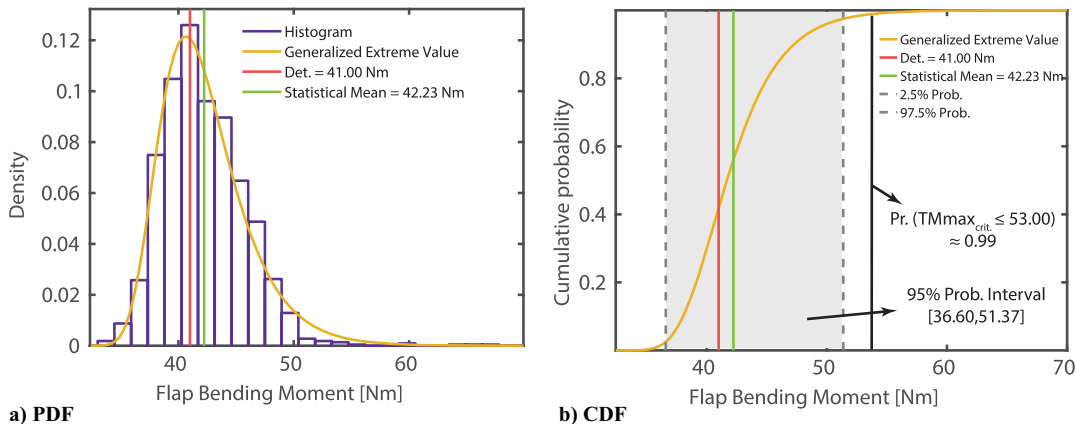 0.12
0.1
0.08
0.06
0.04
0.02
0
Density
Histogram
Generalized Extreme Value
Det. = 41.00 Nm
Statistical Mean = 42.23 Nm
40
50
60
Flap Bending Moment [Nm]
a) PDF
0.8
0.6
0.4
0.2
Cumulative probability
Generalized Extreme Value
Det. = 41.00 Nm
Statistical Mean = 42.23 Nm
2.5% Prob.
97.5% Prob.
Pr. (TMmax crit. ≤ 53.00)
≈ 0.99
95% Prob. Interval
[36.60,51.37]
40
50
60
70
Flap Bending Moment [Nm]
b) CDF